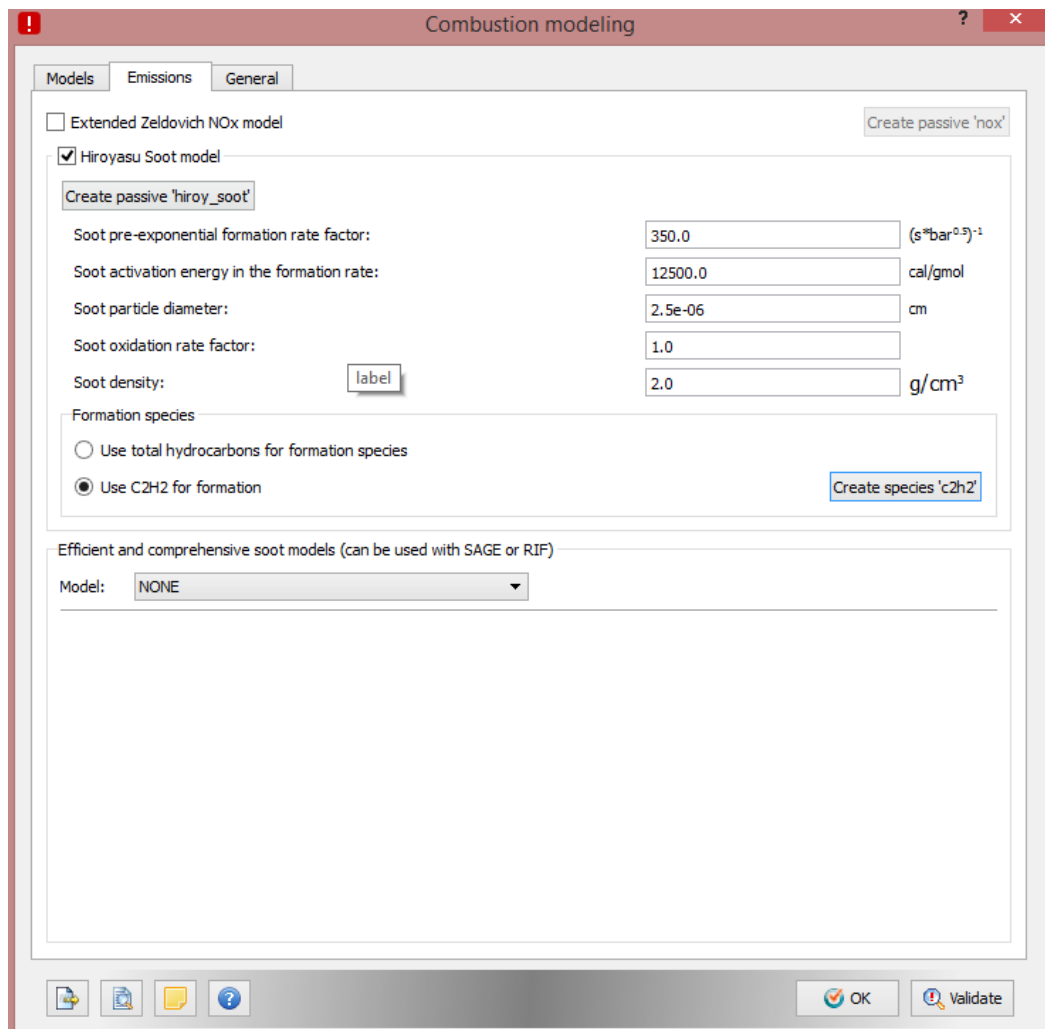 Combustion modeling
?
Models Emissions General
Extended Zeldovich NOx model Create passive 'nox'
Hiroyasu Soot model
Create passive 'hiroy_soot'
Soot pre-exponential formation rate factor: 350.0 (s*bar^0.5)^-1
Soot activation energy in the formation rate: 12500.0 cal/gmol
Soot particle diameter: 2.5e-06 cm
Soot oxidation rate factor: 1.0
label
Soot density: 2.0 g/cm³
Formation species
Use total hydrocarbons for formation species
Use C2H2 for formation Create species 'c2h2'
Efficient and comprehensive soot models (can be used with SAGE or RIF)
Model: NONE
OK Validate